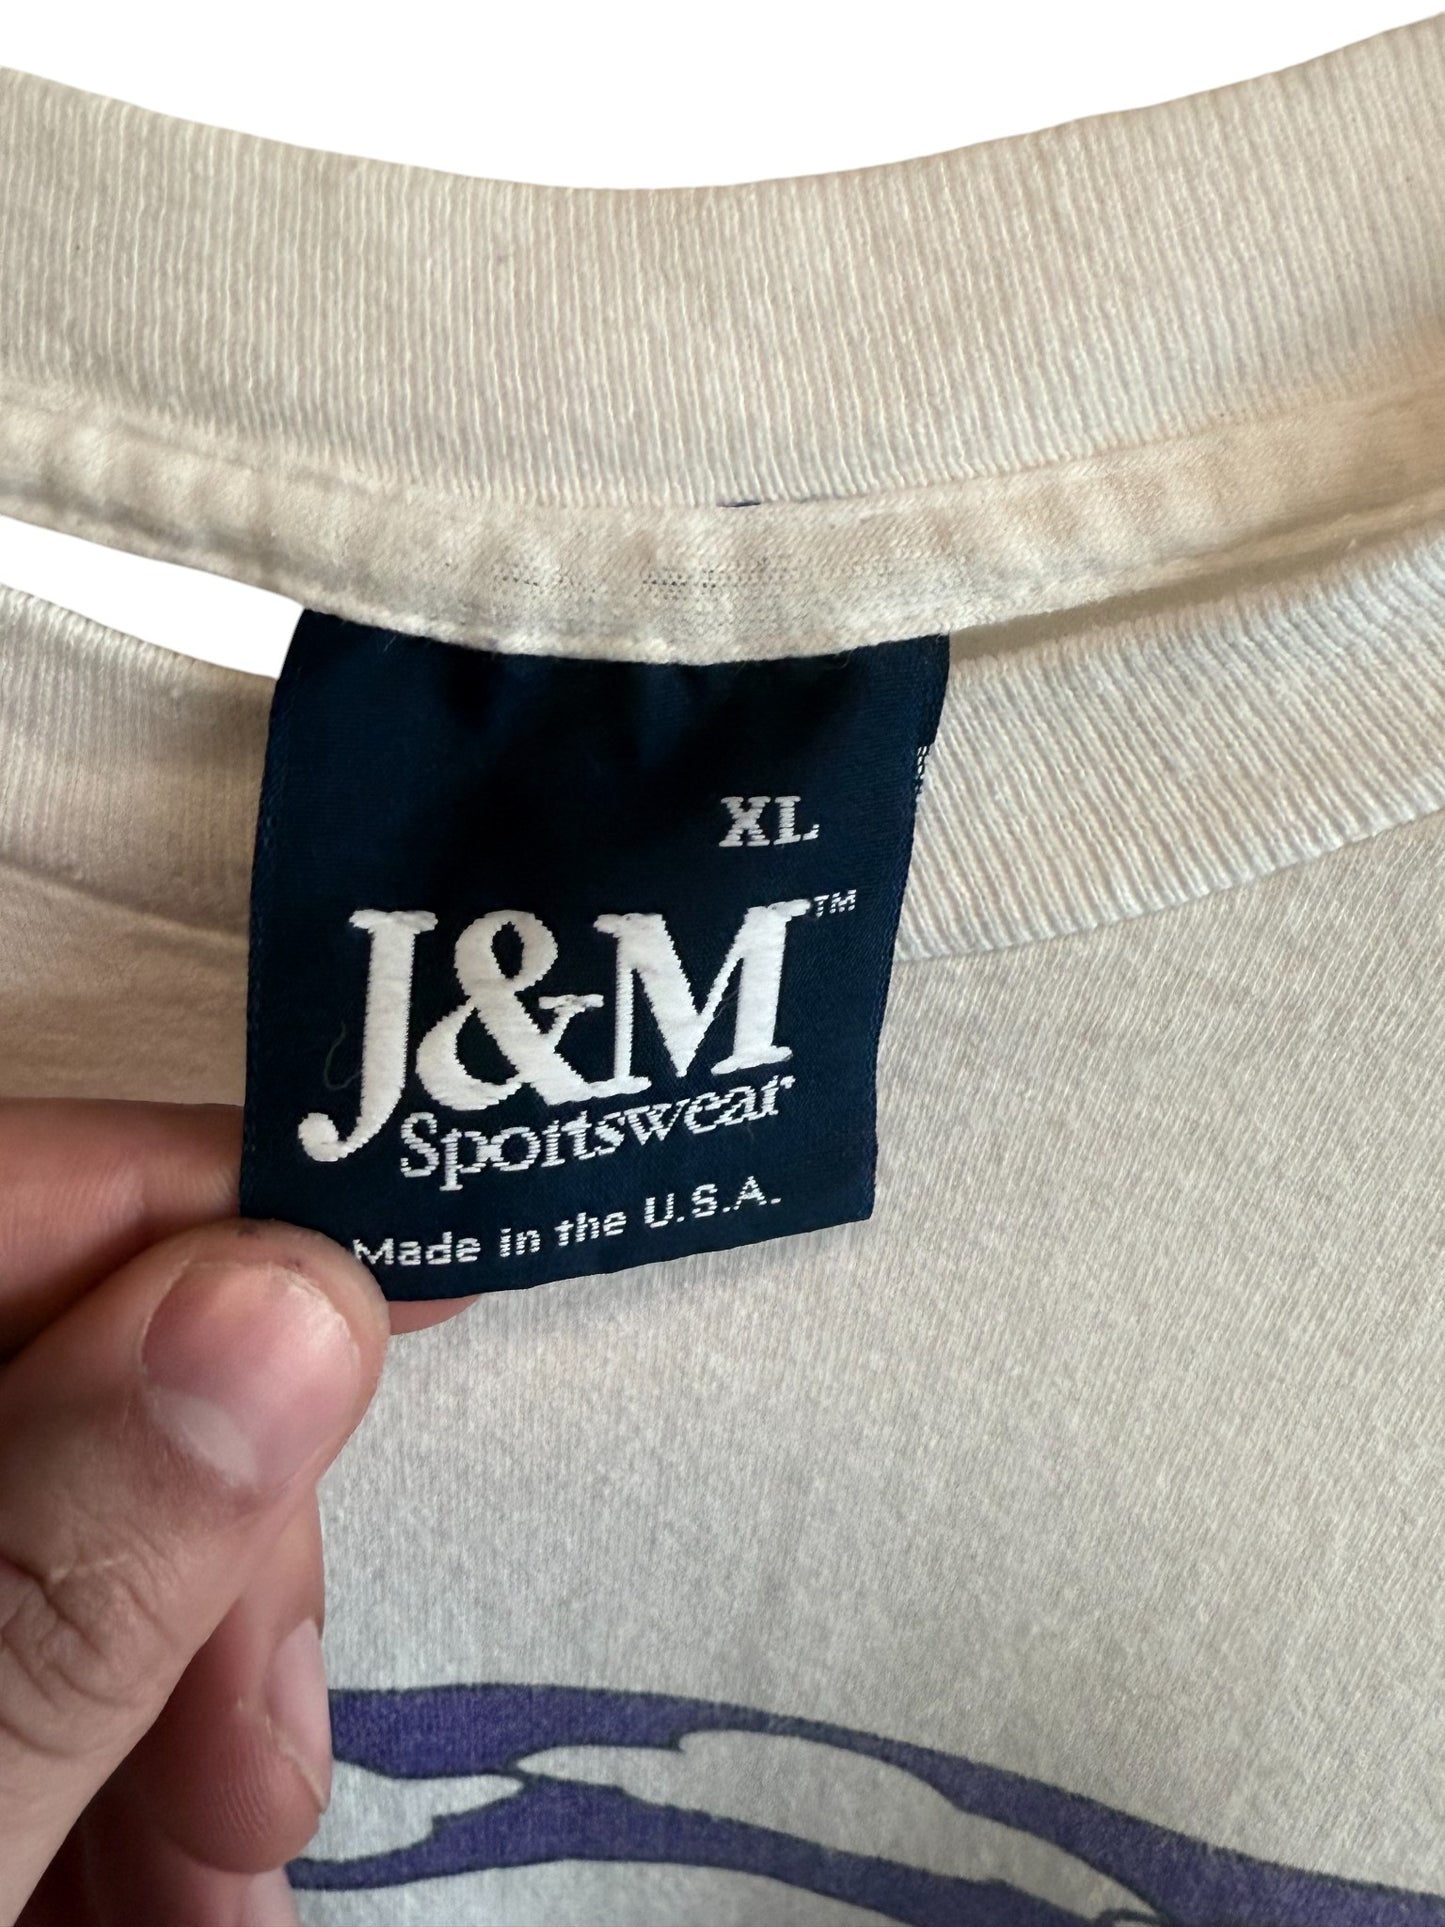 XL
J&M™
Sportswear
Made in the U.S.A.